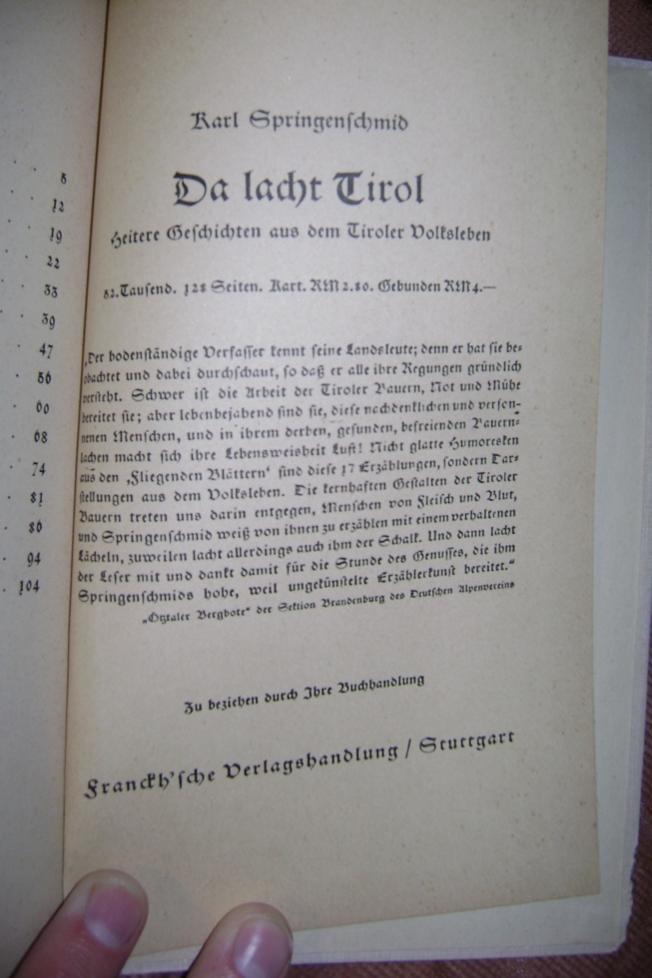 8
12
19
22
33
39
47
56
60
68
74
81
86
94
104
Karl Springenschmid
Da lacht Tirol
Heitere Geschichten aus dem Tiroler Volksleben
52. Tausend. 128 Seiten. Kart. RM 2.80. Gebunden RM 4.—
„Der bodenständige Verfasser kennt seine Landsleute; denn er hat sie be-
obachtet und dabei durchschaut, so daß er alle ihre Regungen gründlich
versteht. Schwer ist die Arbeit der Tiroler Bauern, Not und Mühe
bereitet sie; aber lebenbejahend sind sie, diese nachdenklichen und verson-
nenen Menschen, und in ihrem derben, gesunden, befreienden Bauern-
lachen macht sich ihre Lebensweisheit Luft! Nicht glatte Humoresken
aus den ‚Fliegenden Blättern‘ sind diese 17 Erzählungen, sondern Dar-
stellungen aus dem Volksleben. Die kernhaften Gestalten der Tiroler
Bauern treten uns darin entgegen, Menschen von Fleisch und Blut,
und Springenschmid weiß von ihnen zu erzählen mit einem verhaltenen
Lächeln, zuweilen lacht allerdings auch ihm der Schalk. Und dann lacht
der Leser mit und dankt damit für die Stunde des Genusses, die ihm
Springenschmids hohe, weil ungekünstelte Erzählerkunst bereitet.“
„Ötztaler Bergbote“ der Sektion Brandenburg des Deutschen Alpenvereins
Zu beziehen durch Ihre Buchhandlung
Franckh'sche Verlagshandlung / Stuttgart